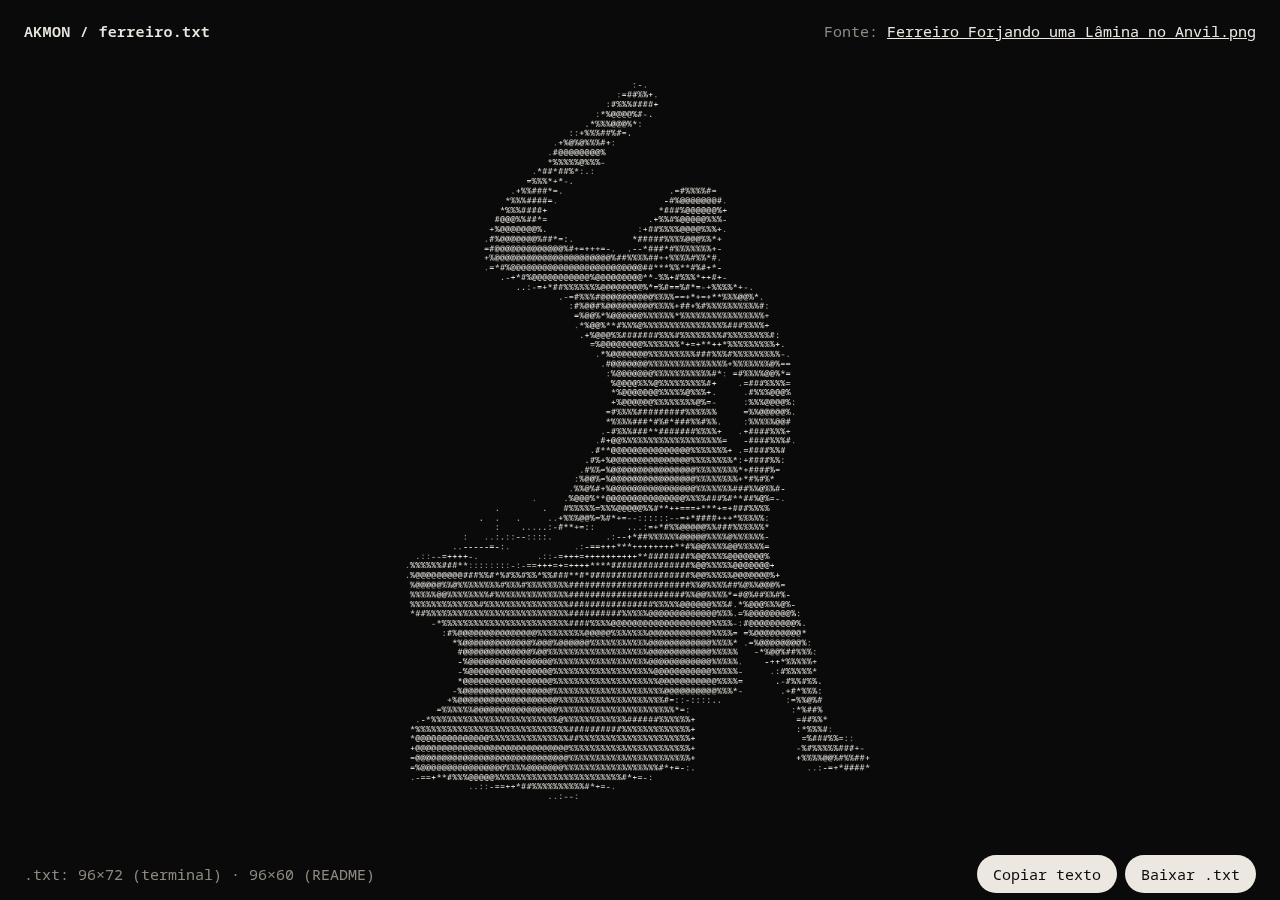 AKMON / ferreiro.txt
Fonte: Ferreiro Forjando uma Lâmina no Anvil.png
.txt: 96×72 (terminal) · 96×60 (README)
Copiar texto
Baixar .txt